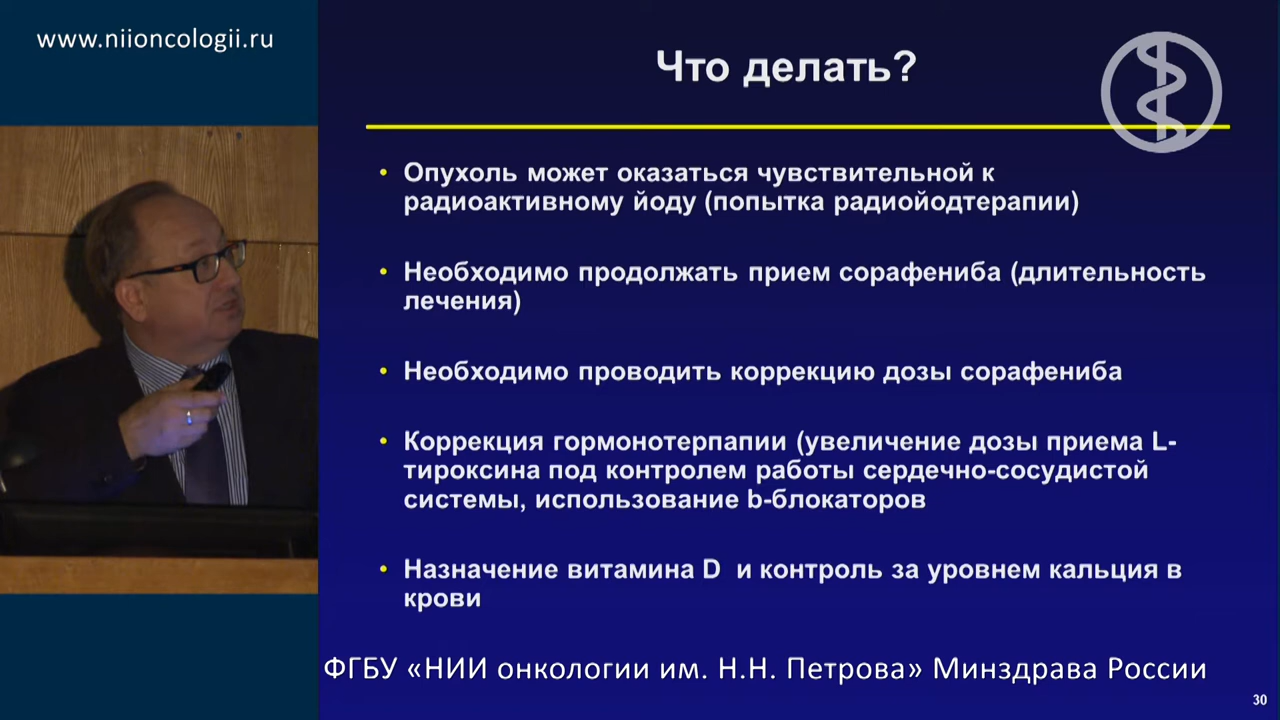 www.niioncologii.ru
Что делать?
• Опухоль может оказаться чувствительной к
радиоактивному йоду (попытка радиойодтерапии)
• Необходимо продолжать прием сорафениба (длительность
лечения)
• Необходимо проводить коррекцию дозы сорафениба
• Коррекция гормонотерпапии (увеличение дозы приема L-
тироксина под контролем работы сердечно-сосудистой
системы, использование b-блокаторов
• Назначение витамина D и контроль за уровнем кальция в
крови
ФГБУ «НИИ онкологии им. Н.Н. Петрова» Минздрава России
30